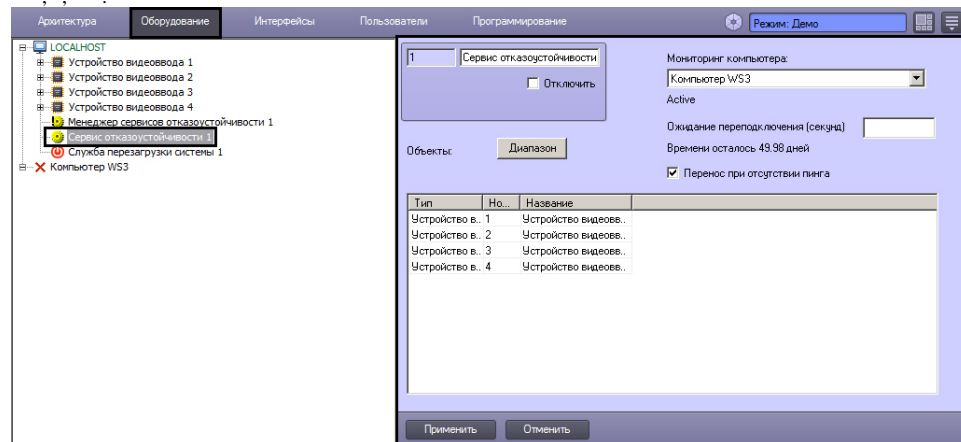 Архитектура Оборудование Интерфейсы Пользователи Программирование Режим: Демо
LOCALHOST
Устройство видеоввода 1
Устройство видеоввода 2
Устройство видеоввода 3
Устройство видеоввода 4
Менеджер сервисов отказоустойчивости 1
Сервис отказоустойчивости 1
Служба перезагрузки системы 1
Компьютер WS3
1 Сервис отказоустойчивости
Отключить
Объекты: Диапазон
Мониторинг компьютера:
Компьютер WS3
Active
Ожидание переподключения (секунд)
Времени осталось 49.98 дней
Перенос при отсутствии пинга
Тип Но... Название
Устройство в.. 1 Устройство видеовв..
Устройство в.. 2 Устройство видеовв..
Устройство в.. 3 Устройство видеовв..
Устройство в.. 4 Устройство видеовв..
Применить Отменить